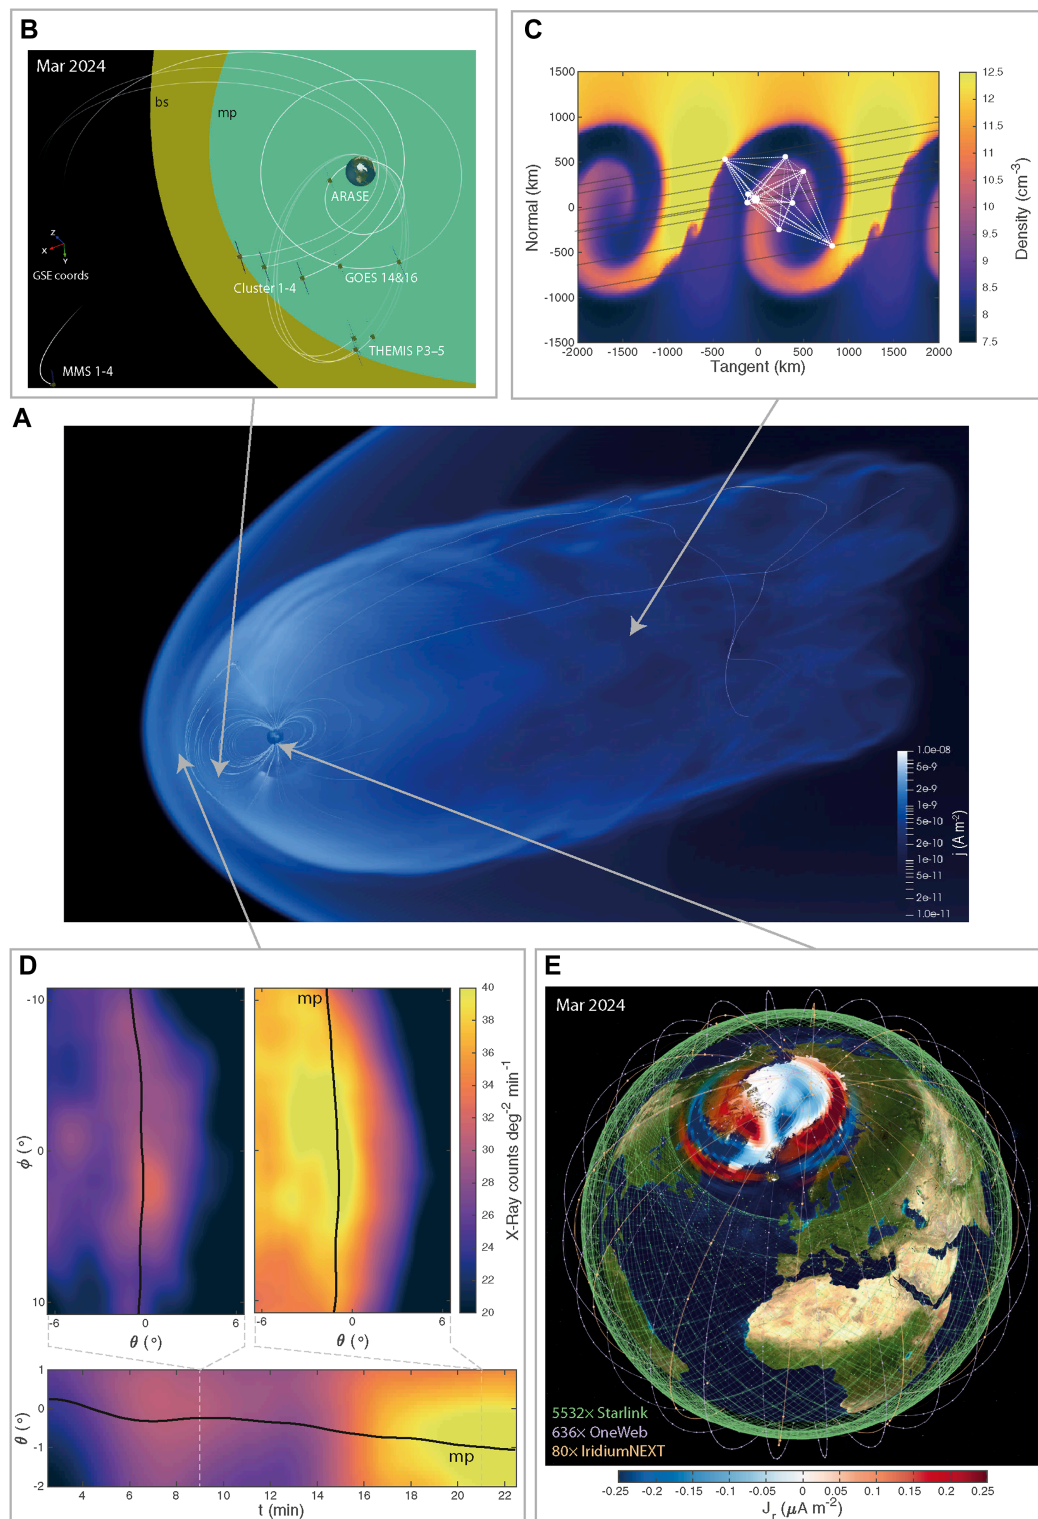 B
Mar 2024
bs
mp
ARASE
z
x
Y
GSE coords
Cluster 1-4
GOES 14&16
THEMIS P3–5
MMS 1-4
C
1500
1000
500
0
-500
-1000
-1500
-2000 -1500 -1000 -500 0 500 1000 1500 2000
Normal (km)
Tangent (km)
12.5
12
11.5
11
10.5
10
9.5
9
8.5
8
7.5
Density (cm⁻³)
A
1.0e-08
5e-9
2e-9
1e-9
5e-10
2e-10
1e-10
5e-11
2e-11
1.0e-11
j (A m⁻²)
D
-10
0
10
ϕ (°)
-6 0 6
θ (°)
mp
-6 0 6
θ (°)
40
38
36
34
32
30
28
26
24
22
20
X-Ray counts deg⁻² min⁻¹
1
0
-1
-2
θ (°)
mp
4 6 8 10 12 14 16 18 20 22
t (min)
E
Mar 2024
5532× Starlink
636× OneWeb
80× IridiumNEXT
-0.25 -0.2 -0.15 -0.1 -0.05 0 0.05 0.1 0.15 0.2 0.25
Jᵣ (μA m⁻²)